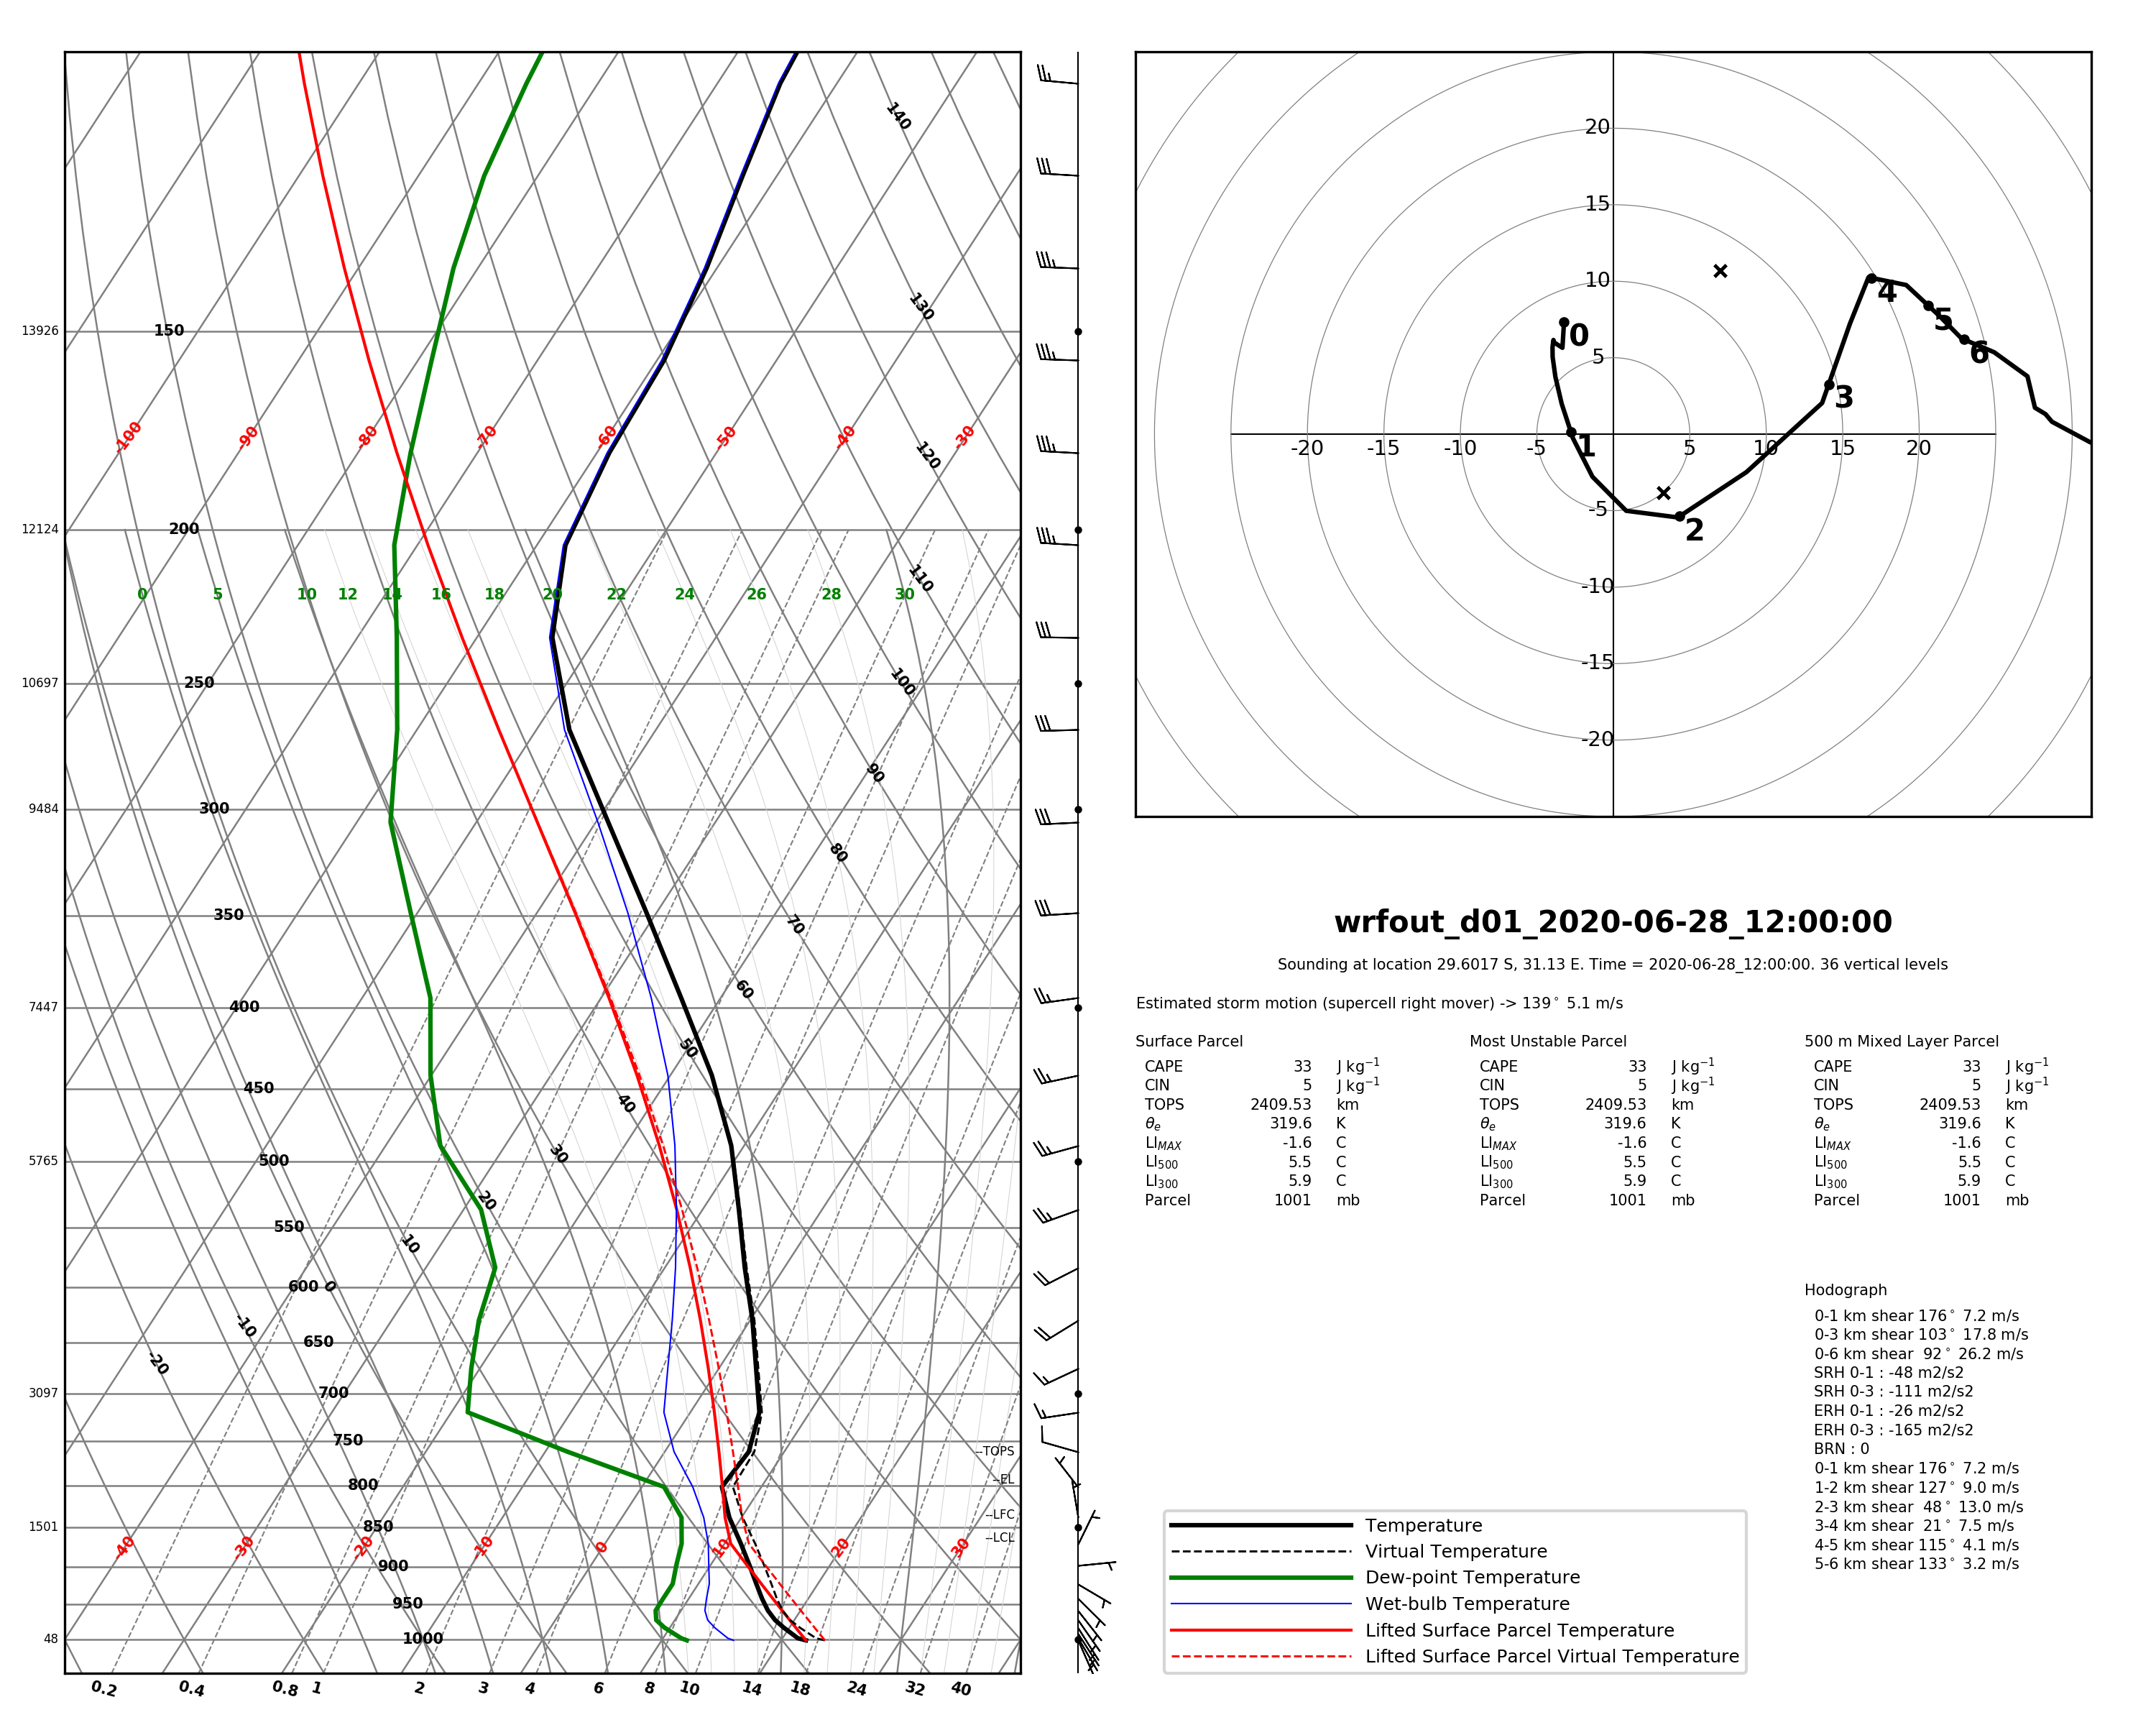 140
130
120
110
100
90
80
70
60
50
40
30
20
10
0
-10
-20
-100 -90 -80 -70 -60 -50 -40 -30
0 5 10 12 14 16 18 20 22 24 26 28 30
13926 150
12124 200
10697 250
9484 300
350
7447 400
450
5765 500
550
600
650
3097 700
750
800
1501 850
900
950
48 1000
--TOPS
--EL
--LFC
--LCL
-40 -30 -20 -10 0 10 20 30
0.2 0.4 0.8 1 2 3 4 6 8 10 14 18 24 32 40
20
15
10
5
-5
-10
-15
-20
-20 -15 -10 -5 5 10 15 20
0 1 2 3 4 5 6
wrfout_d01_2020-06-28_12:00:00
Sounding at location 29.6017 S, 31.13 E. Time = 2020-06-28_12:00:00. 36 vertical levels
Estimated storm motion (supercell right mover) -> 139° 5.1 m/s
Surface Parcel
CAPE 33 J kg⁻¹
CIN 5 J kg⁻¹
TOPS 2409.53 km
θe 319.6 K
LIMAX -1.6 C
LI500 5.5 C
LI300 5.9 C
Parcel 1001 mb
Most Unstable Parcel
CAPE 33 J kg⁻¹
CIN 5 J kg⁻¹
TOPS 2409.53 km
θe 319.6 K
LIMAX -1.6 C
LI500 5.5 C
LI300 5.9 C
Parcel 1001 mb
500 m Mixed Layer Parcel
CAPE 33 J kg⁻¹
CIN 5 J kg⁻¹
TOPS 2409.53 km
θe 319.6 K
LIMAX -1.6 C
LI500 5.5 C
LI300 5.9 C
Parcel 1001 mb
Hodograph
0-1 km shear 176° 7.2 m/s
0-3 km shear 103° 17.8 m/s
0-6 km shear 92° 26.2 m/s
SRH 0-1 : -48 m2/s2
SRH 0-3 : -111 m2/s2
ERH 0-1 : -26 m2/s2
ERH 0-3 : -165 m2/s2
BRN : 0
0-1 km shear 176° 7.2 m/s
1-2 km shear 127° 9.0 m/s
2-3 km shear 48° 13.0 m/s
3-4 km shear 21° 7.5 m/s
4-5 km shear 115° 4.1 m/s
5-6 km shear 133° 3.2 m/s
Temperature
Virtual Temperature
Dew-point Temperature
Wet-bulb Temperature
Lifted Surface Parcel Temperature
Lifted Surface Parcel Virtual Temperature